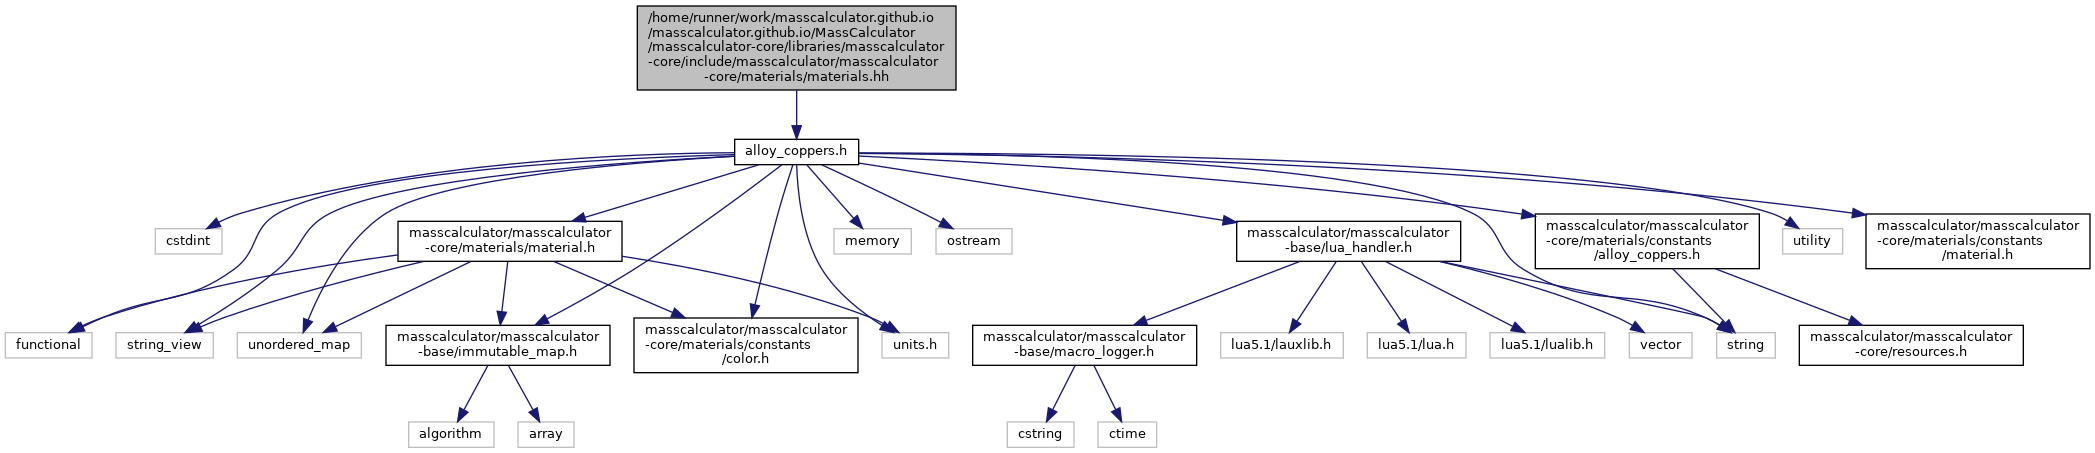 /home/runner/work/masscalculator.github.io
/masscalculator.github.io/MassCalculator
/masscalculator-core/libraries/masscalculator
-core/include/masscalculator/masscalculator
-core/materials/materials.hh
alloy_coppers.h
cstdint
masscalculator/masscalculator
-core/materials/material.h
memory
ostream
masscalculator/masscalculator
-base/lua_handler.h
masscalculator/masscalculator
-core/materials/constants
/alloy_coppers.h
utility
masscalculator/masscalculator
-core/materials/constants
/material.h
functional
string_view
unordered_map
masscalculator/masscalculator
-base/immutable_map.h
masscalculator/masscalculator
-core/materials/constants
/color.h
units.h
masscalculator/masscalculator
-base/macro_logger.h
lua5.1/lauxlib.h
lua5.1/lua.h
lua5.1/lualib.h
vector
string
masscalculator/masscalculator
-core/resources.h
algorithm
array
cstring
ctime